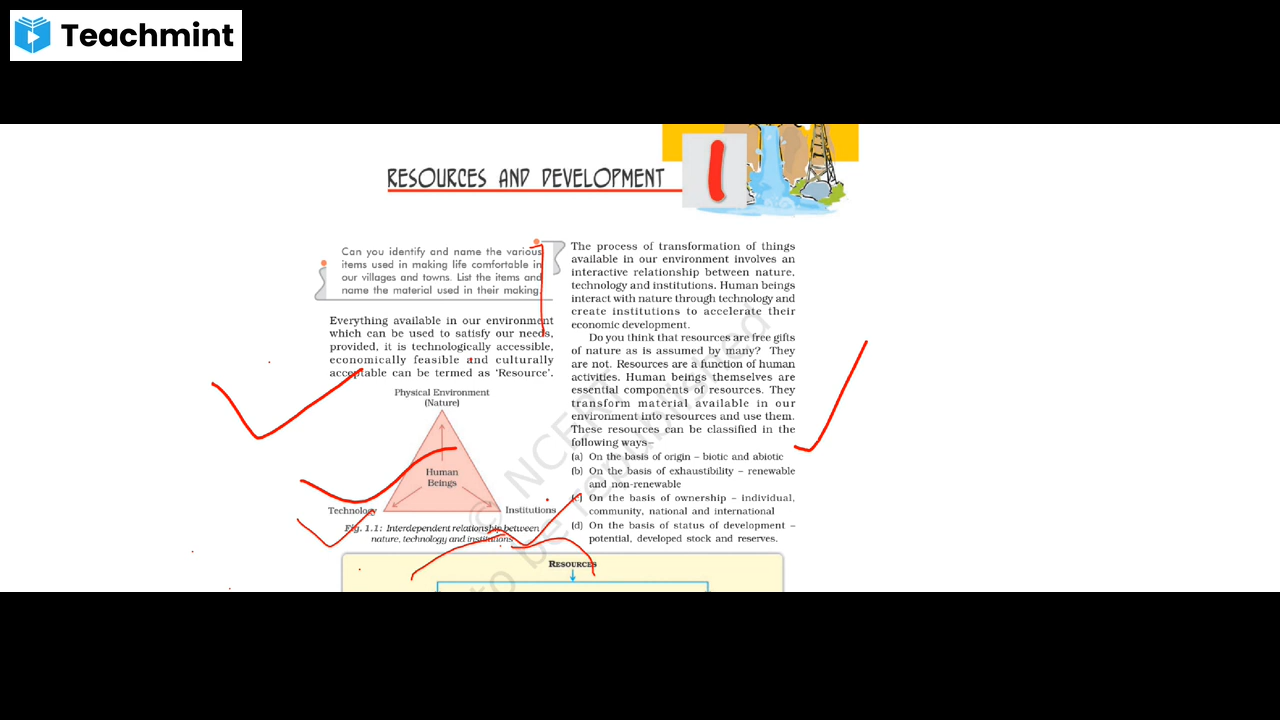 Teachmint
RESOURCES AND DEVELOPMENT
1
Can you identify and name the various
items used in making life comfortable in
our villages and towns. List the items and
name the material used in their making.
Everything available in our environment
which can be used to satisfy our needs,
provided, it is technologically accessible,
economically feasible and culturally
acceptable can be termed as ‘Resource’.
Physical Environment
(Nature)
Human
Beings
Technology
Institutions
Fig. 1.1: Interdependent relationship between
nature, technology and institutions
The process of transformation of things
available in our environment involves an
interactive relationship between nature,
technology and institutions. Human beings
interact with nature through technology and
create institutions to accelerate their
economic development.
Do you think that resources are free gifts
of nature as is assumed by many? They
are not. Resources are a function of human
activities. Human beings themselves are
essential components of resources. They
transform material available in our
environment into resources and use them.
These resources can be classified in the
following ways–
(a) On the basis of origin – biotic and abiotic
(b) On the basis of exhaustibility – renewable
and non-renewable
(c) On the basis of ownership – individual,
community, national and international
(d) On the basis of status of development –
potential, developed stock and reserves.
RESOURCES
© NCERT
to be republished